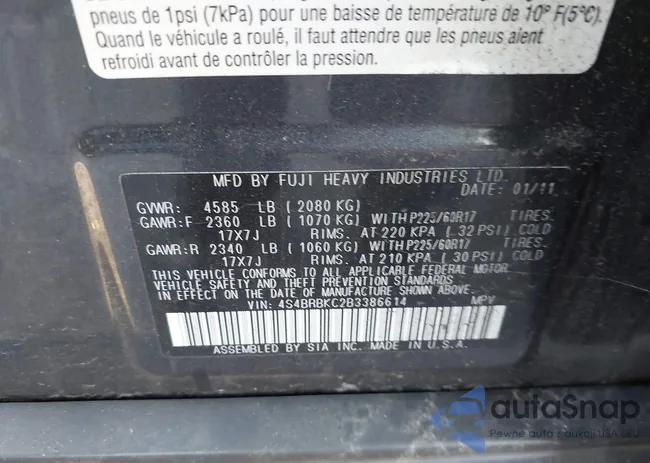 pneus de 1psi (7kPa) pour une baisse de température de 10° F(5°C).
Quand le véhicule a roulé, il faut attendre que les pneus aient
refroidi avant de contrôler la pression.
MFD BY FUJI HEAVY INDUSTRIES LTD.
DATE: 01/11
GVWR: 4585 LB ( 2080 KG)
GAWR:F 2360 LB ( 1070 KG) WITH P225/60R17 TIRES.
17X7J RIMS. AT 220 KPA ( 32 PSI) COLD
GAWR:R 2340 LB ( 1060 KG) WITH P225/60R17 TIRES.
17X7J RIMS. AT 210 KPA ( 30 PSI) COLD
THIS VEHICLE CONFORMS TO ALL APPLICABLE FEDERAL MOTOR
VEHICLE SAFETY AND THEFT PREVENTION STANDARDS
IN EFFECT ON THE DATE OF MANUFACTURE SHOWN ABOVE.
VIN: 4S4BRBKC2B3386614 MPV
ASSEMBLED BY SIA INC. MADE IN U.S.A.
autoSnap
Pewne auto z aukcji USA i EU